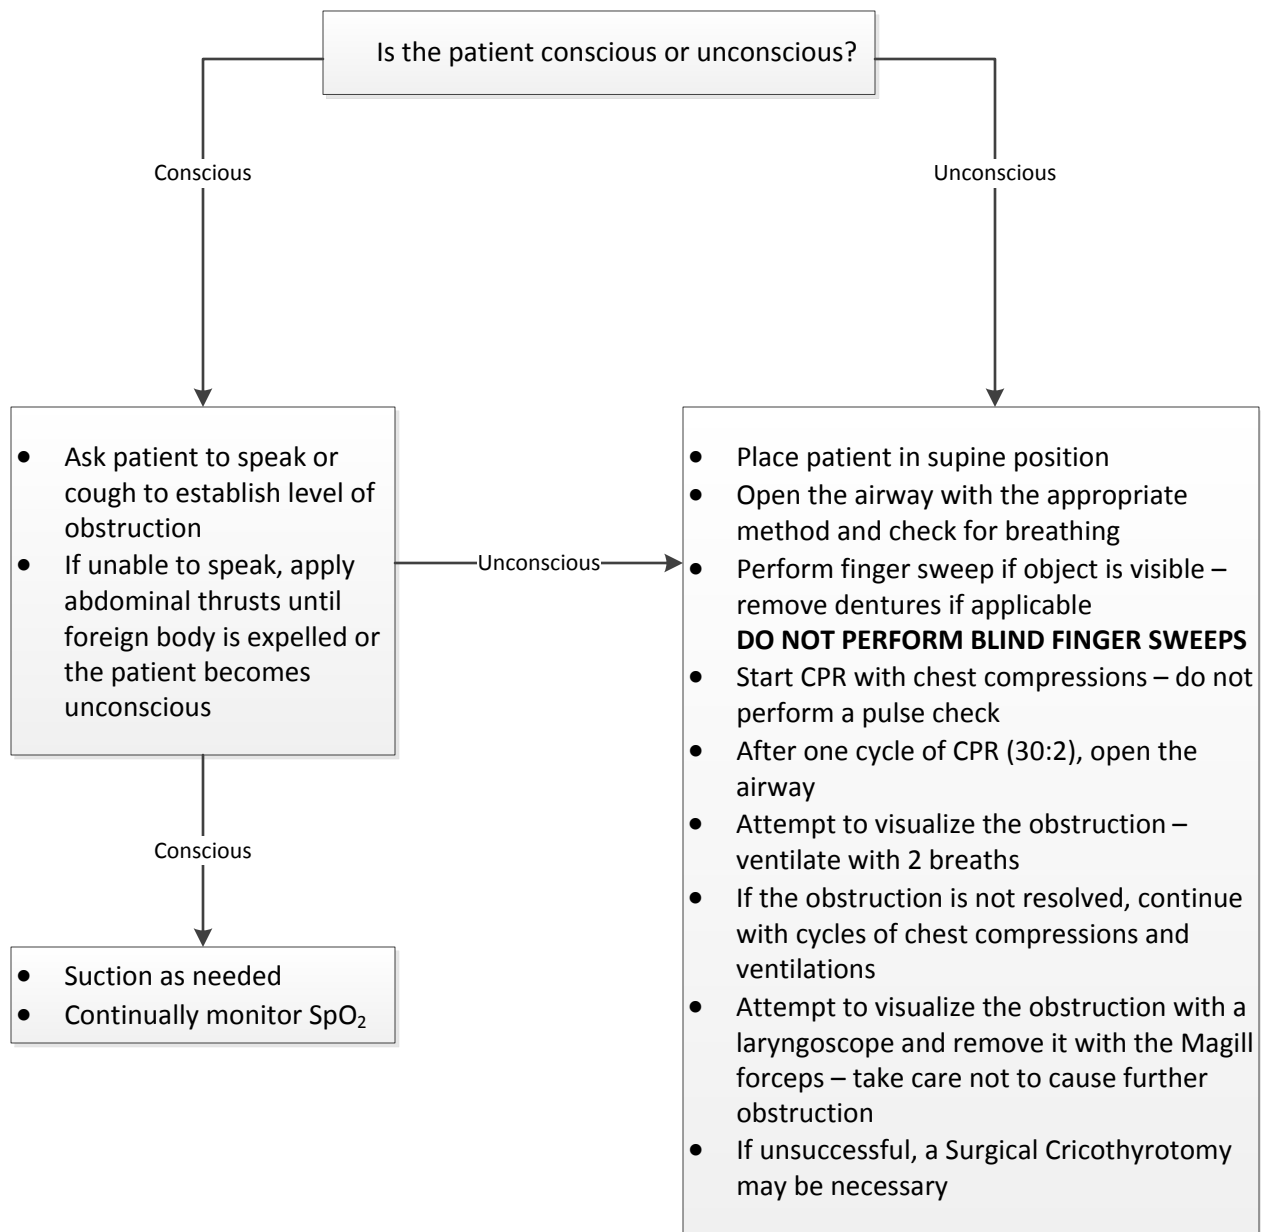 Is the patient conscious or unconscious?
Conscious
Unconscious
• Ask patient to speak or
cough to establish level of
obstruction
• If unable to speak, apply
abdominal thrusts until
foreign body is expelled or
the patient becomes
unconscious
Unconscious
• Place patient in supine position
• Open the airway with the appropriate
method and check for breathing
• Perform finger sweep if object is visible –
remove dentures if applicable
DO NOT PERFORM BLIND FINGER SWEEPS
• Start CPR with chest compressions – do not
perform a pulse check
• After one cycle of CPR (30:2), open the
airway
• Attempt to visualize the obstruction –
ventilate with 2 breaths
• If the obstruction is not resolved, continue
with cycles of chest compressions and
ventilations
• Attempt to visualize the obstruction with a
laryngoscope and remove it with the Magill
forceps – take care not to cause further
obstruction
• If unsuccessful, a Surgical Cricothyrotomy
may be necessary
Conscious
• Suction as needed
• Continually monitor SpO₂